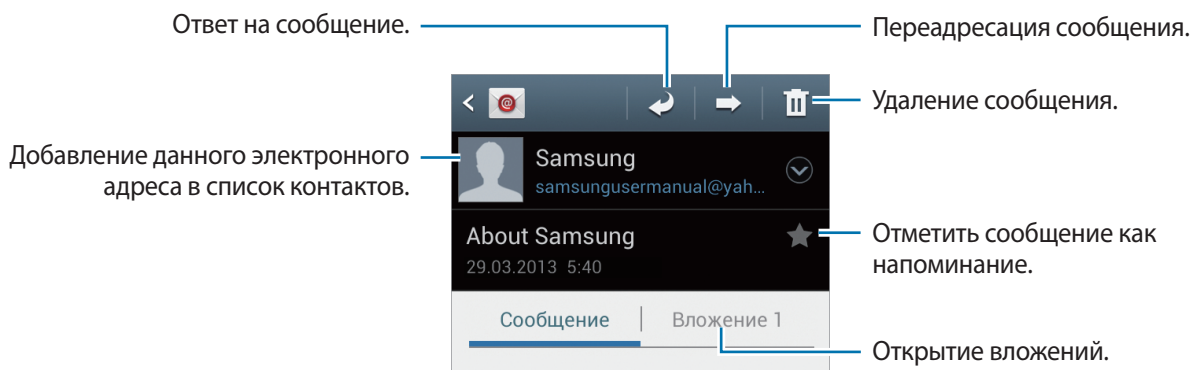 Ответ на сообщение.
Переадресация сообщения.
Удаление сообщения.
Добавление данного электронного
адреса в список контактов.
Samsung
samsungusermanual@yah...
About Samsung
29.03.2013 5:40
Отметить сообщение как
напоминание.
Сообщение
Вложение 1
Открытие вложений.